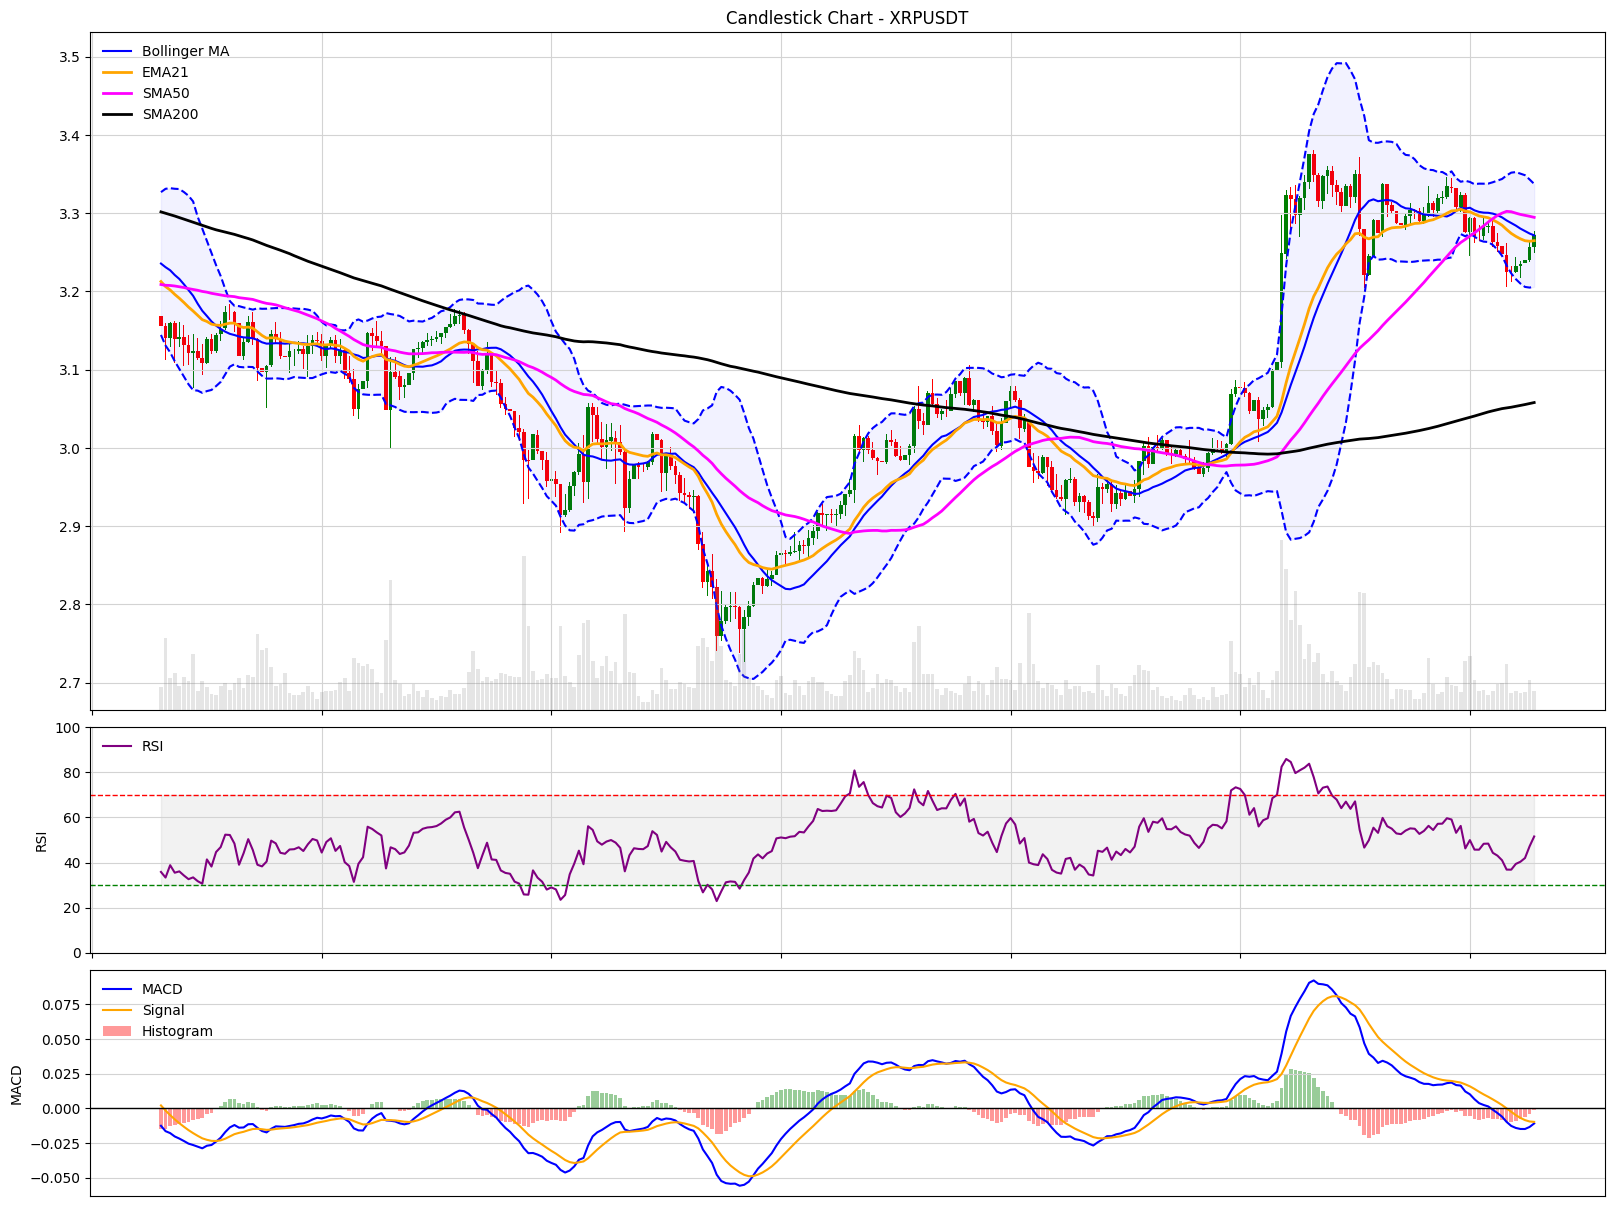 Candlestick Chart - XRPUSDT
Bollinger MA
EMA21
SMA50
SMA200
3.5
3.4
3.3
3.2
3.1
3.0
2.9
2.8
2.7
RSI
RSI
100
80
60
40
20
0
MACD
Signal
Histogram
MACD
0.075
0.050
0.025
0.000
−0.025
−0.050